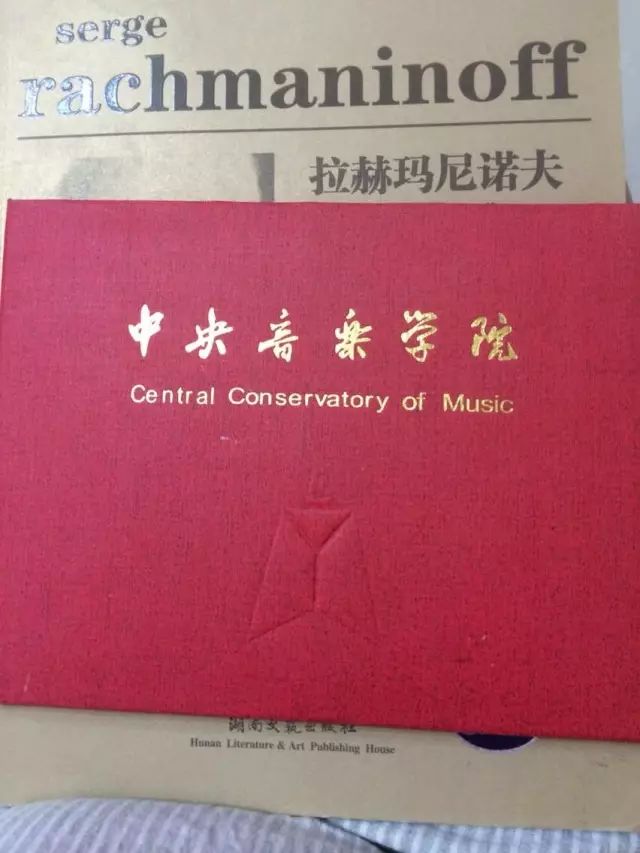 serge
rachmaninoff
拉赫玛尼诺夫
中央音乐学院
Central Conservatory of Music
湖南文艺出版社
Hunan Literature & Art Publishing House